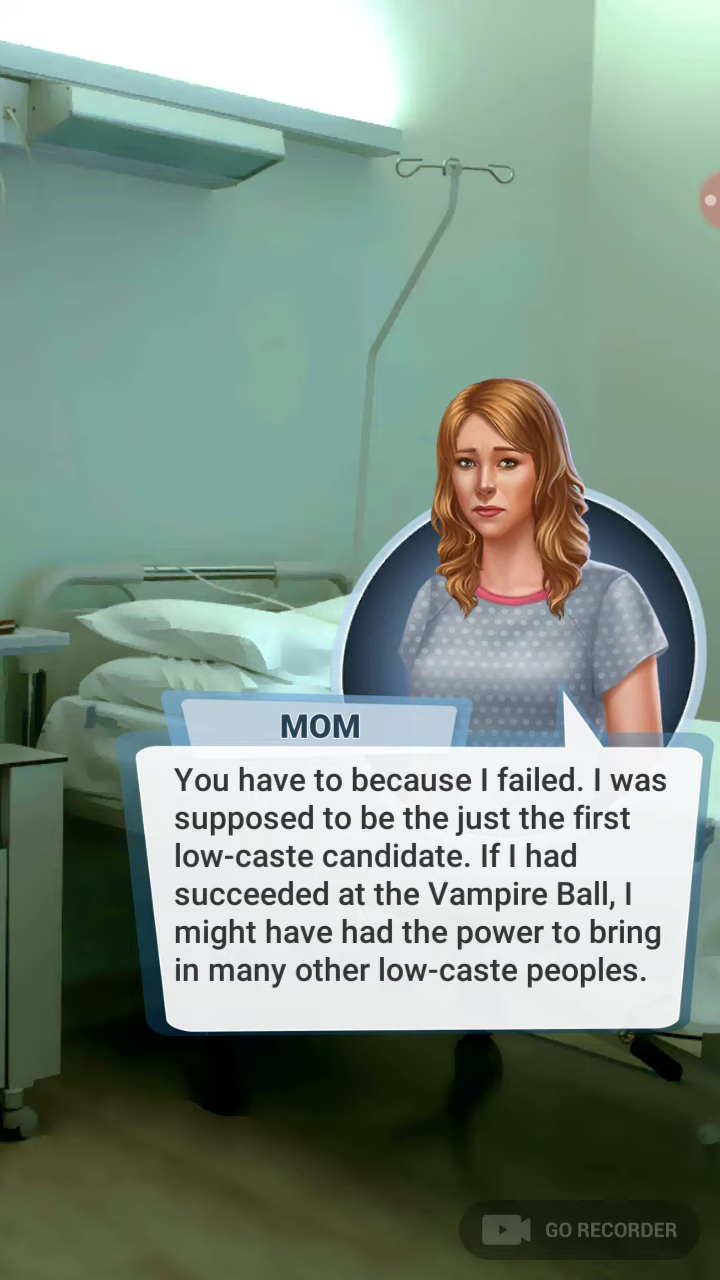 MOM
You have to because I failed. I was
supposed to be the just the first
low-caste candidate. If I had
succeeded at the Vampire Ball, I
might have had the power to bring
in many other low-caste peoples.
GO RECORDER